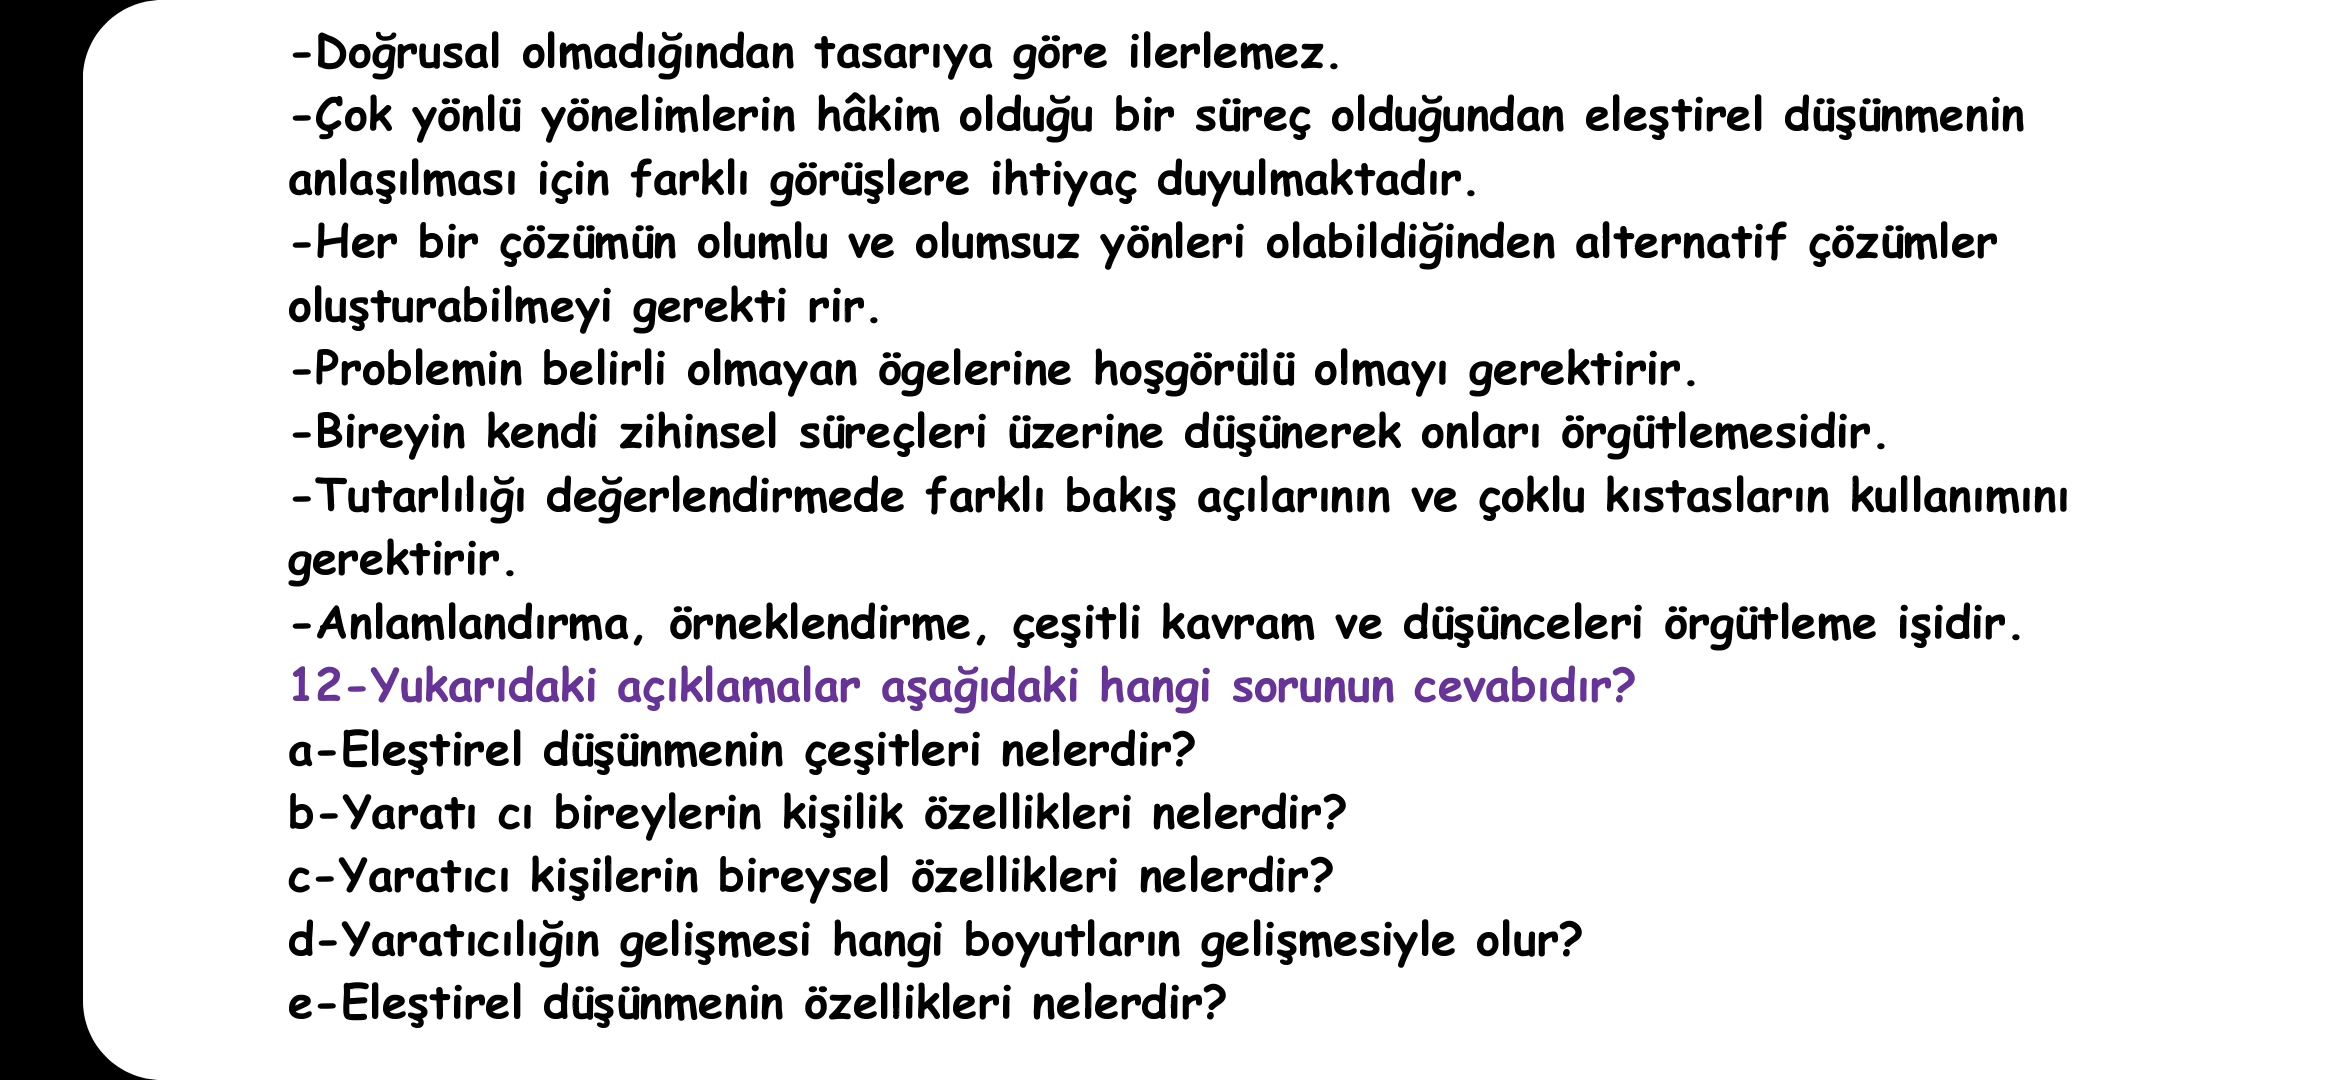 -Doğrusal olmadığından tasarıya göre ilerlemez.
-Çok yönlü yönelimlerin hâkim olduğu bir süreç olduğundan eleştirel düşünmenin
anlaşılması için farklı görüşlere ihtiyaç duyulmaktadır.
-Her bir çözümün olumlu ve olumsuz yönleri olabildiğinden alternatif çözümler
oluşturabilmeyi gerekti rir.
-Problemin belirli olmayan ögelerine hoşgörülü olmayı gerektirir.
-Bireyin kendi zihinsel süreçleri üzerine düşünerek onları örgütlemesidir.
-Tutarlılığı değerlendirmede farklı bakış açılarının ve çoklu kıstasların kullanımını
gerektirir.
-Anlamlandırma, örneklendirme, çeşitli kavram ve düşünceleri örgütleme işidir.
12-Yukarıdaki açıklamalar aşağıdaki hangi sorunun cevabıdır?
a-Eleştirel düşünmenin çeşitleri nelerdir?
b-Yaratı cı bireylerin kişilik özellikleri nelerdir?
c-Yaratıcı kişilerin bireysel özellikleri nelerdir?
d-Yaratıcılığın gelişmesi hangi boyutların gelişmesiyle olur?
e-Eleştirel düşünmenin özellikleri nelerdir?